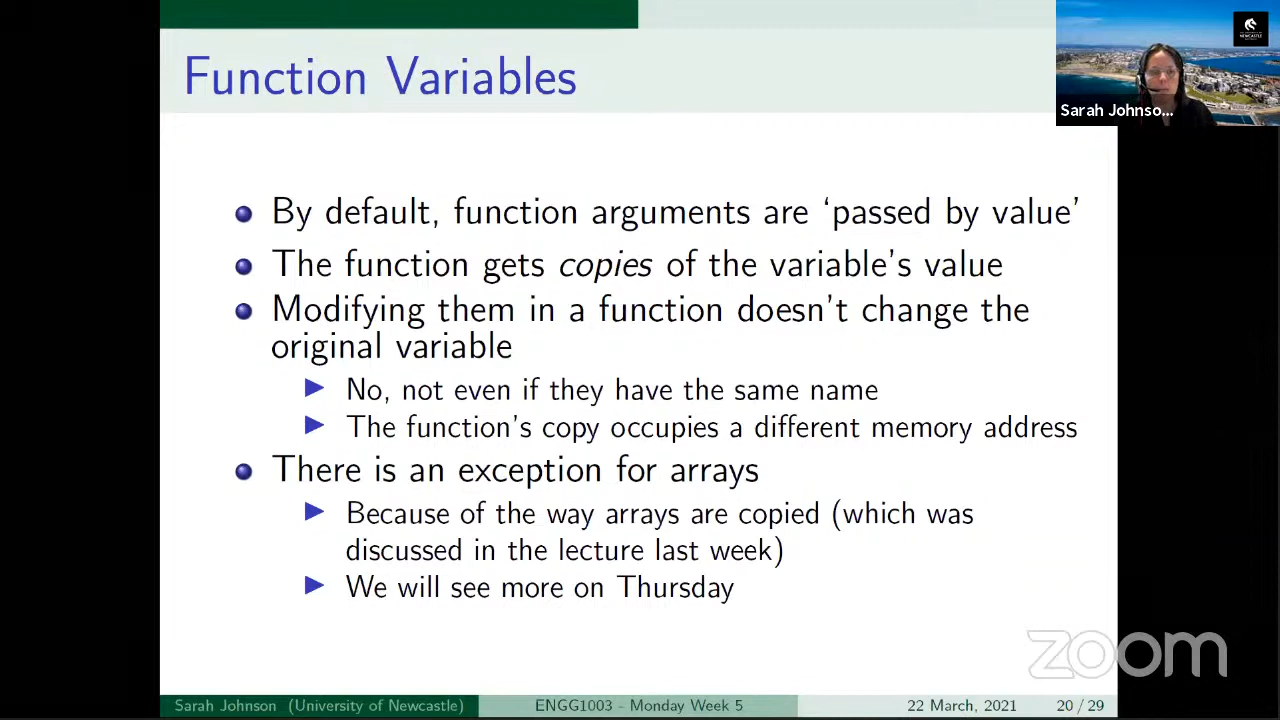 Function Variables
Sarah Johnso...
By default, function arguments are ‘passed by value’
The function gets copies of the variable’s value
Modifying them in a function doesn’t change the
original variable
No, not even if they have the same name
The function’s copy occupies a different memory address
There is an exception for arrays
Because of the way arrays are copied (which was
discussed in the lecture last week)
We will see more on Thursday
zoom
Sarah Johnson (University of Newcastle) ENGG1003 - Monday Week 5 22 March, 2021 20 / 29